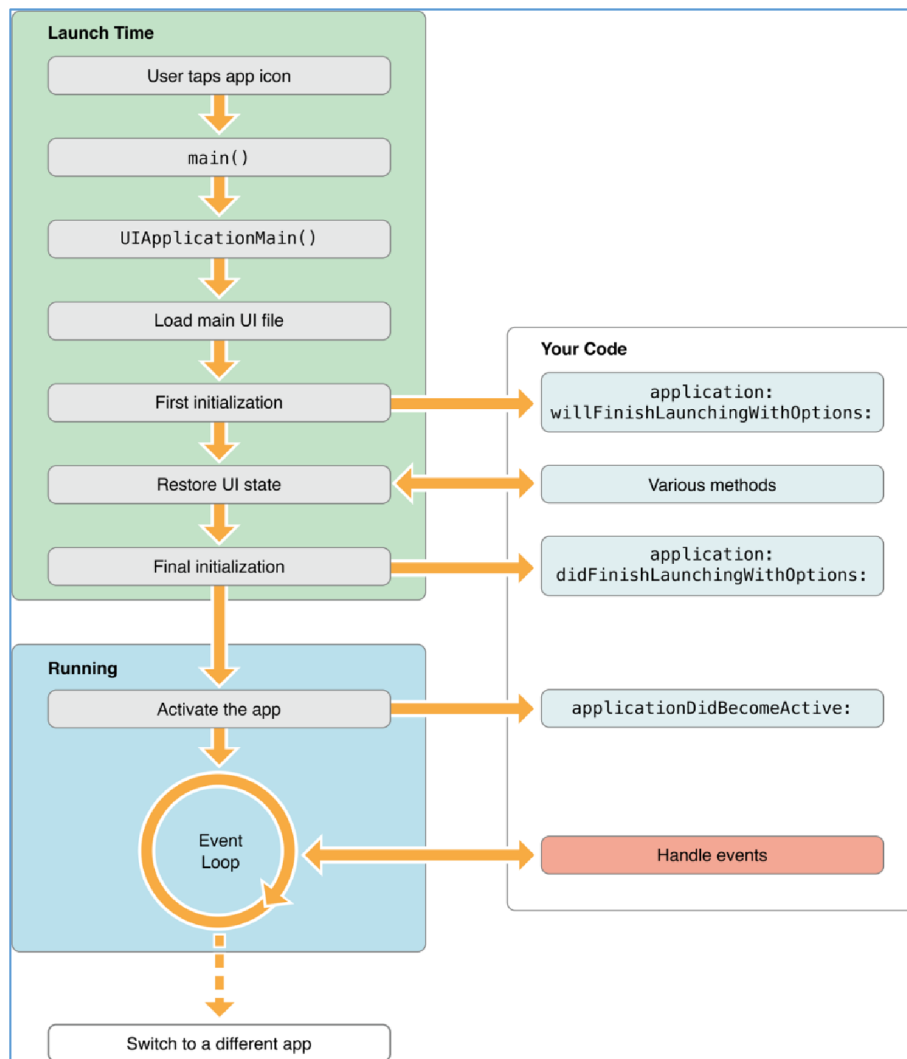 Launch Time
User taps app icon
main()
UIApplicationMain()
Load main UI file
First initialization
Restore UI state
Final initialization
Your Code
application:
willFinishLaunchingWithOptions:
Various methods
application:
didFinishLaunchingWithOptions:
Running
Activate the app
applicationDidBecomeActive:
Event
Loop
Handle events
Switch to a different app